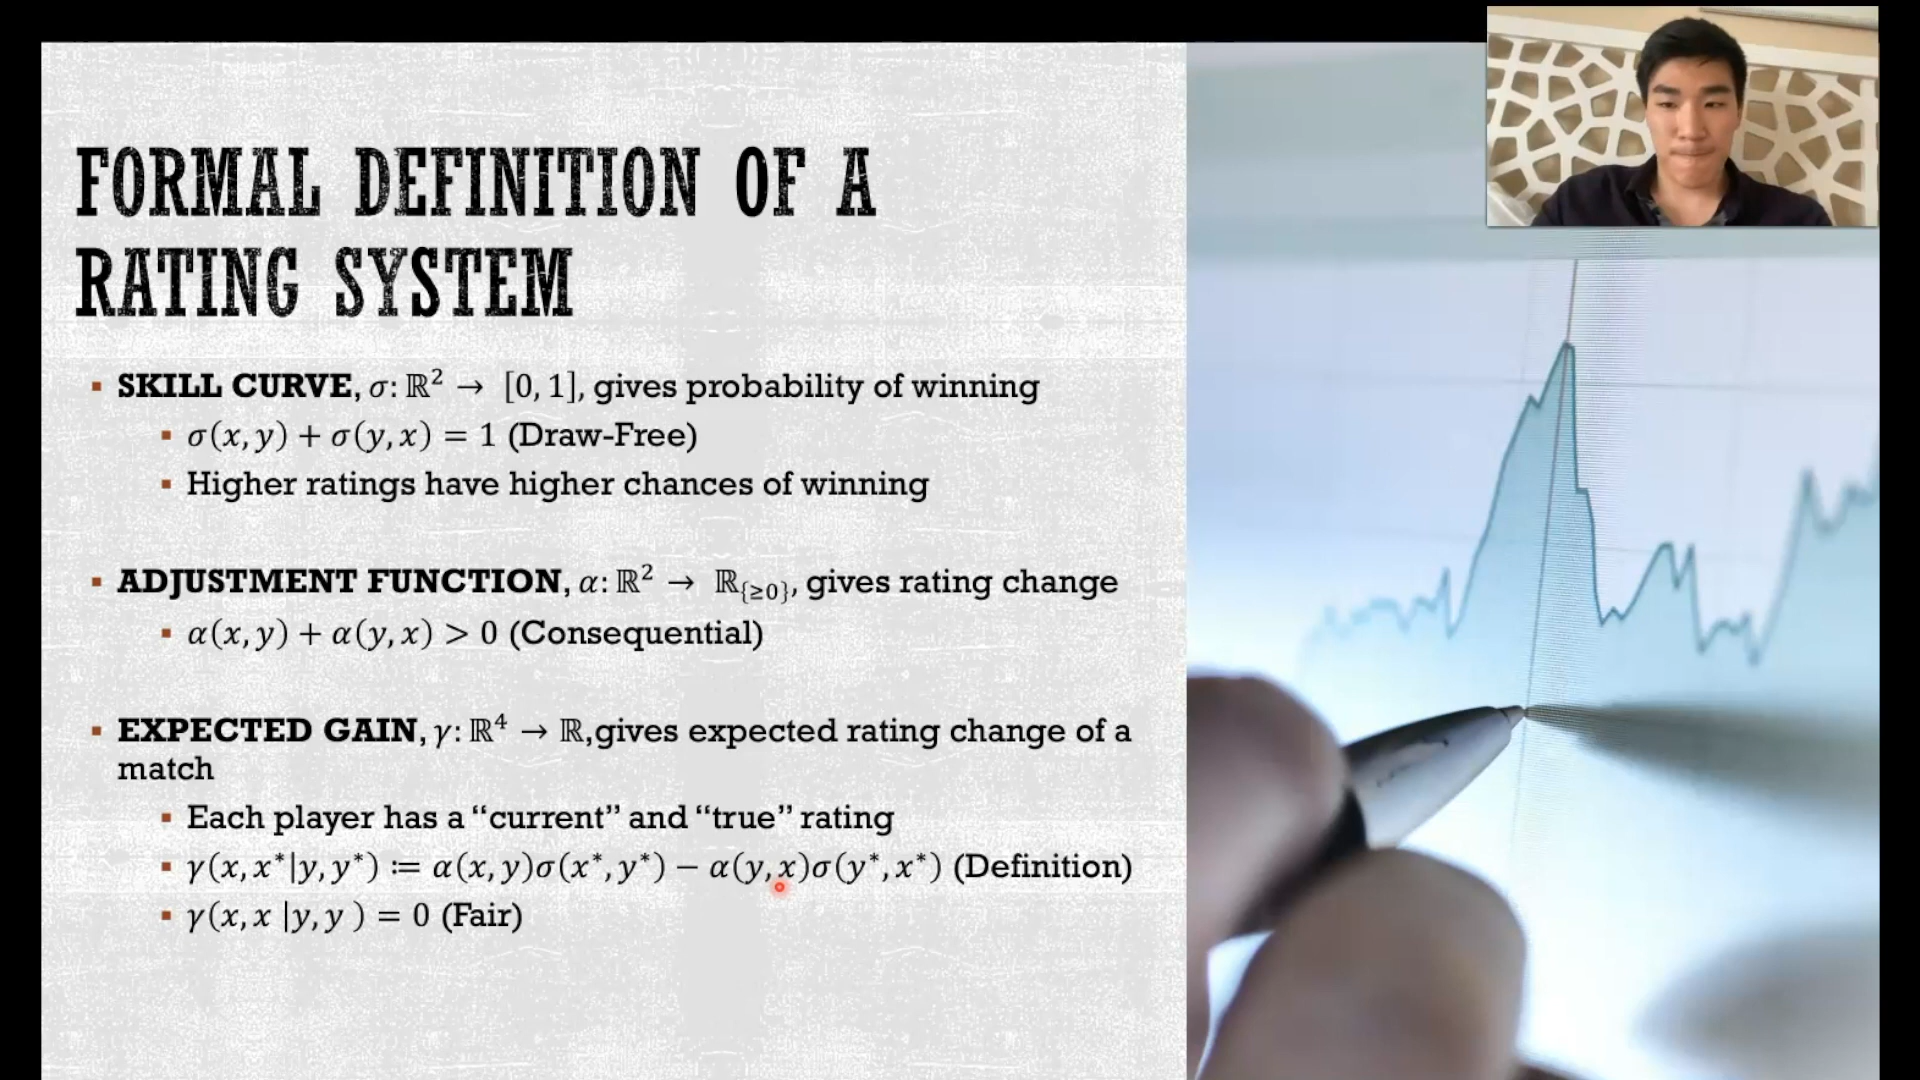 FORMAL DEFINITION OF A
RATING SYSTEM
▪ SKILL CURVE, σ: ℝ² → [0, 1], gives probability of winning
▪ σ(x, y) + σ(y, x) = 1 (Draw-Free)
▪ Higher ratings have higher chances of winning
▪ ADJUSTMENT FUNCTION, α: ℝ² → ℝ_{≥0}, gives rating change
▪ α(x, y) + α(y, x) > 0 (Consequential)
▪ EXPECTED GAIN, γ: ℝ⁴ → ℝ,gives expected rating change of a
match
▪ Each player has a “current” and “true” rating
▪ γ(x, x*|y, y*) ≔ α(x, y)σ(x*, y*) − α(y, x)σ(y*, x*) (Definition)
▪ γ(x, x |y, y ) = 0 (Fair)